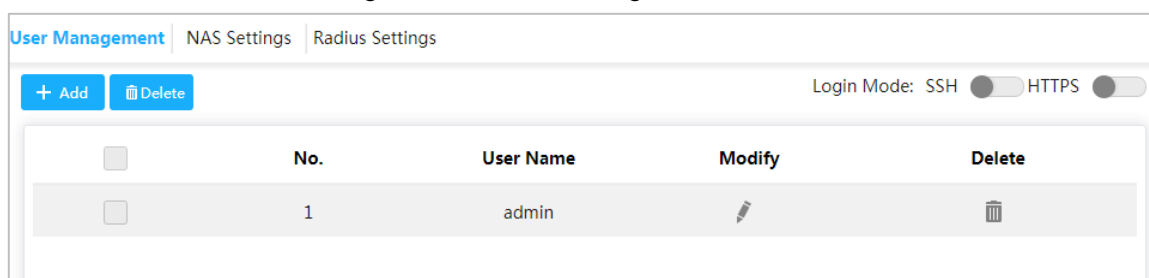 User Management NAS Settings Radius Settings
+ Add Delete Login Mode: SSH HTTPS
No. User Name Modify Delete
1 admin